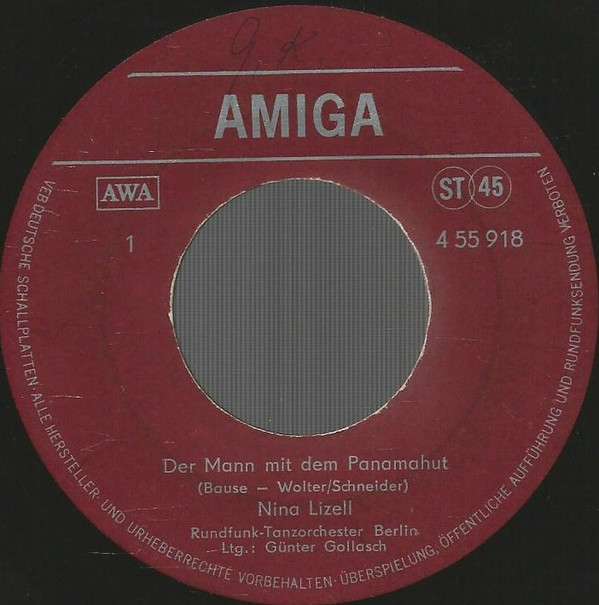 G. K.
AMIGA
AWA
ST 45
1
4 55 918
Der Mann mit dem Panamahut
(Bause – Wolter/Schneider)
Nina Lizell
Rundfunk-Tanzorchester Berlin
Ltg.: Günter Gollasch
VEB DEUTSCHE SCHALLPLATTEN · ALLE HERSTELLER- UND URHEBERRECHTE VORBEHALTEN · ÜBERSPIELUNG, ÖFFENTLICHE AUFFÜHRUNG UND RUNDFUNKSENDUNG VERBOTEN